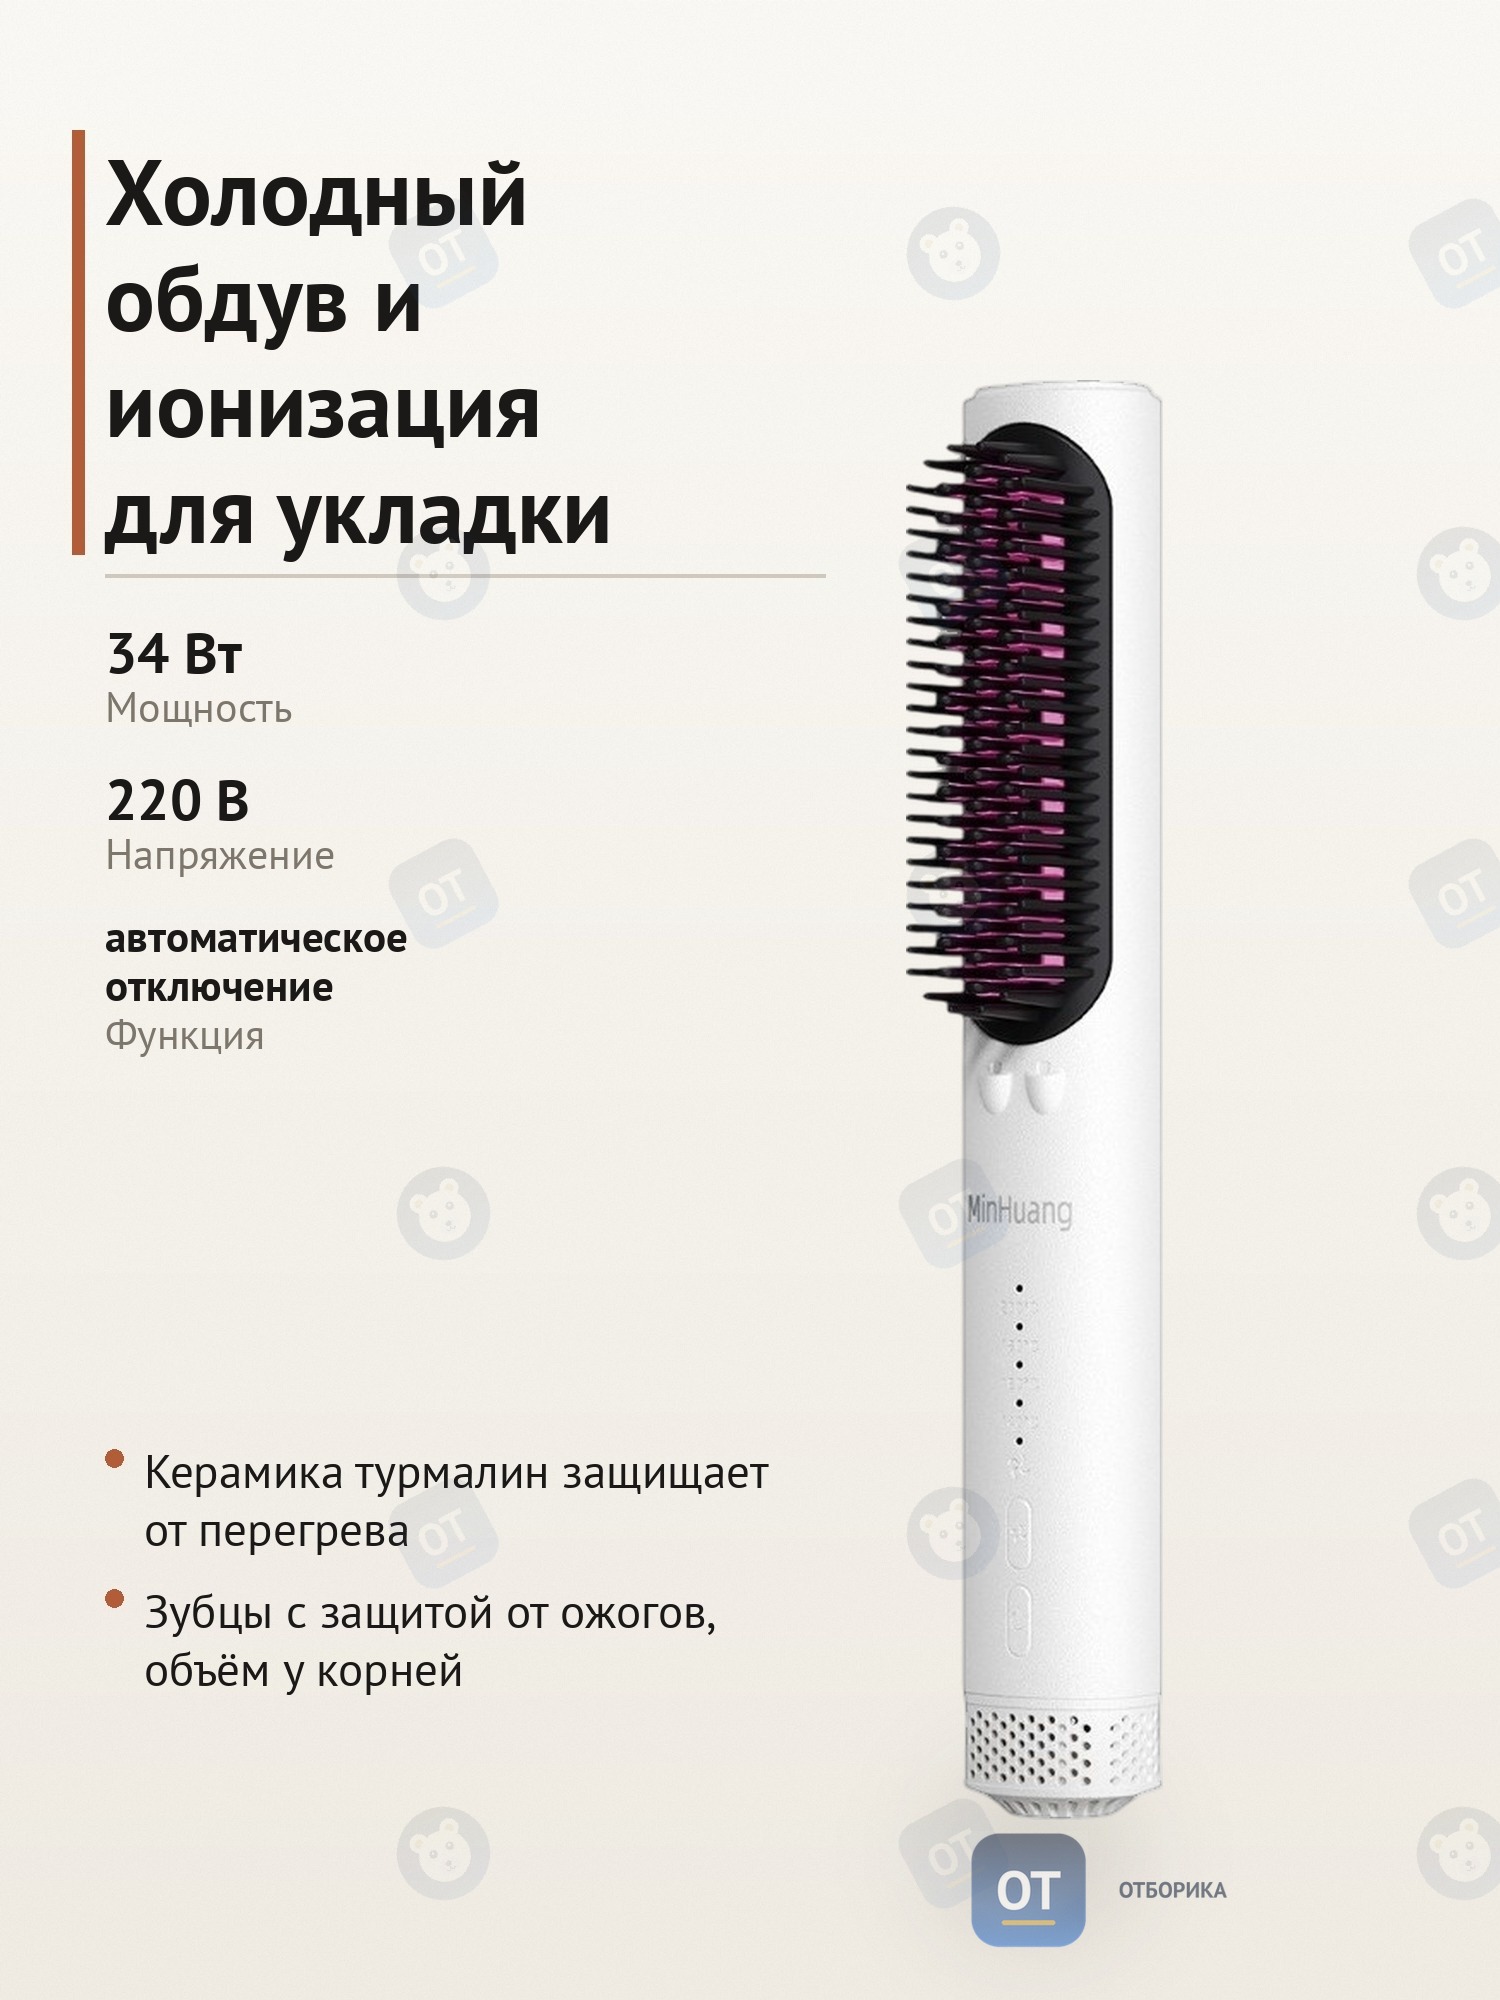 Холодный
обдув и
ионизация
для укладки
34 Вт
Мощность
220 В
Напряжение
автоматическое
отключение
Функция
MinHuang
Керамика турмалин защищает
от перегрева
Зубцы с защитой от ожогов,
объём у корней
ОТ
ОТБОРИКА